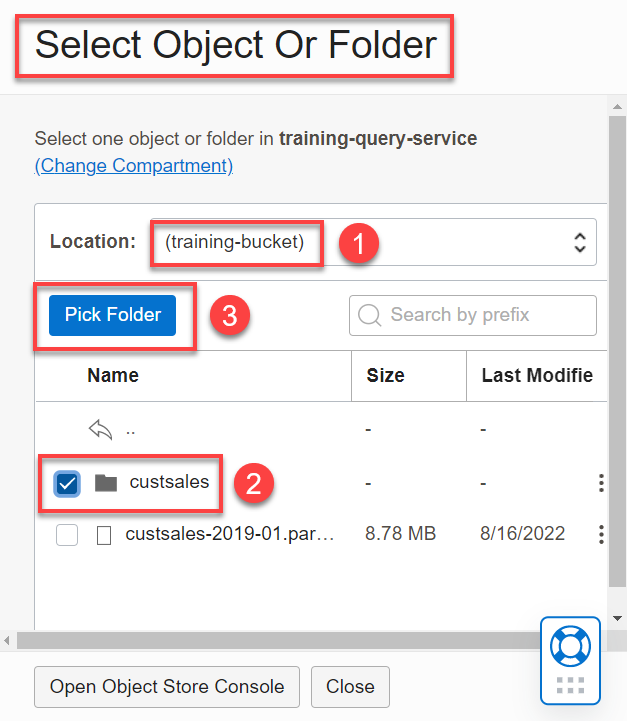 Select Object Or Folder
Select one object or folder in training-query-service
(Change Compartment)
Location: (training-bucket) 1
Pick Folder 3 Search by prefix
Name Size Last Modifie
.. - -
custsales 2 - -
custsales-2019-01.par... 8.78 MB 8/16/2022
Open Object Store Console Close